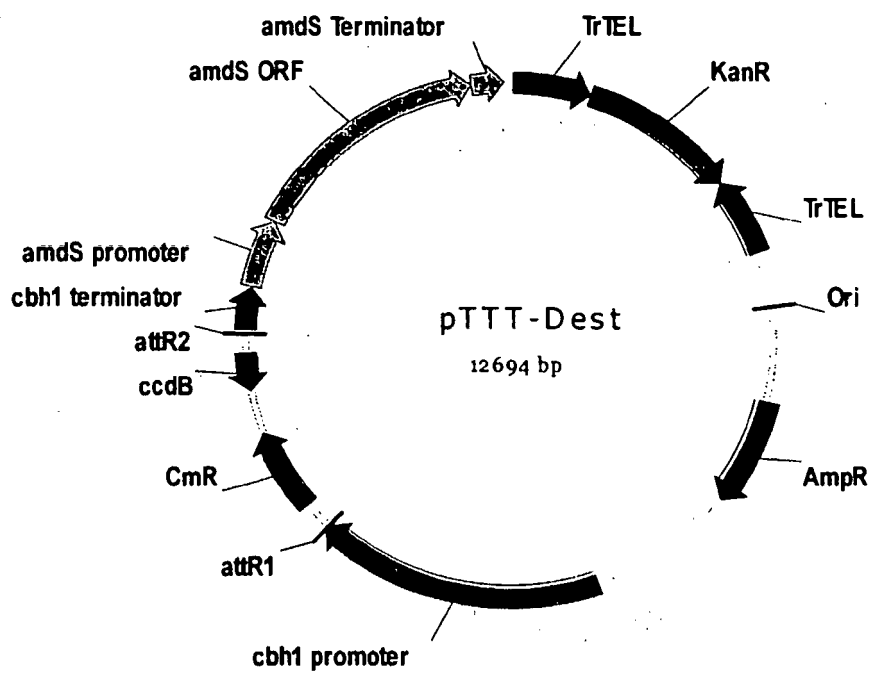 amdS Terminator
TrTEL
amdS ORF
KanR
TrTEL
amdS promoter
cbh1 terminator
Ori
pTTT-Dest
attR2
12694 bp
ccdB
CmR
AmpR
attR1
cbh1 promoter